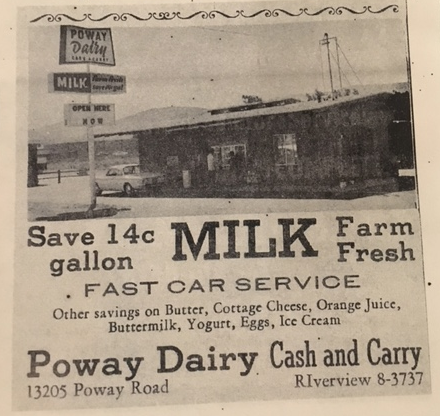 POWAY
Dairy
MILK
OPEN HERE
NOW
Save 14c
gallon
MILK
Farm
Fresh
FAST CAR SERVICE
Other savings on Butter, Cottage Cheese, Orange Juice,
Buttermilk, Yogurt, Eggs, Ice Cream
Poway Dairy Cash and Carry
13205 Poway Road RIverview 8-3737